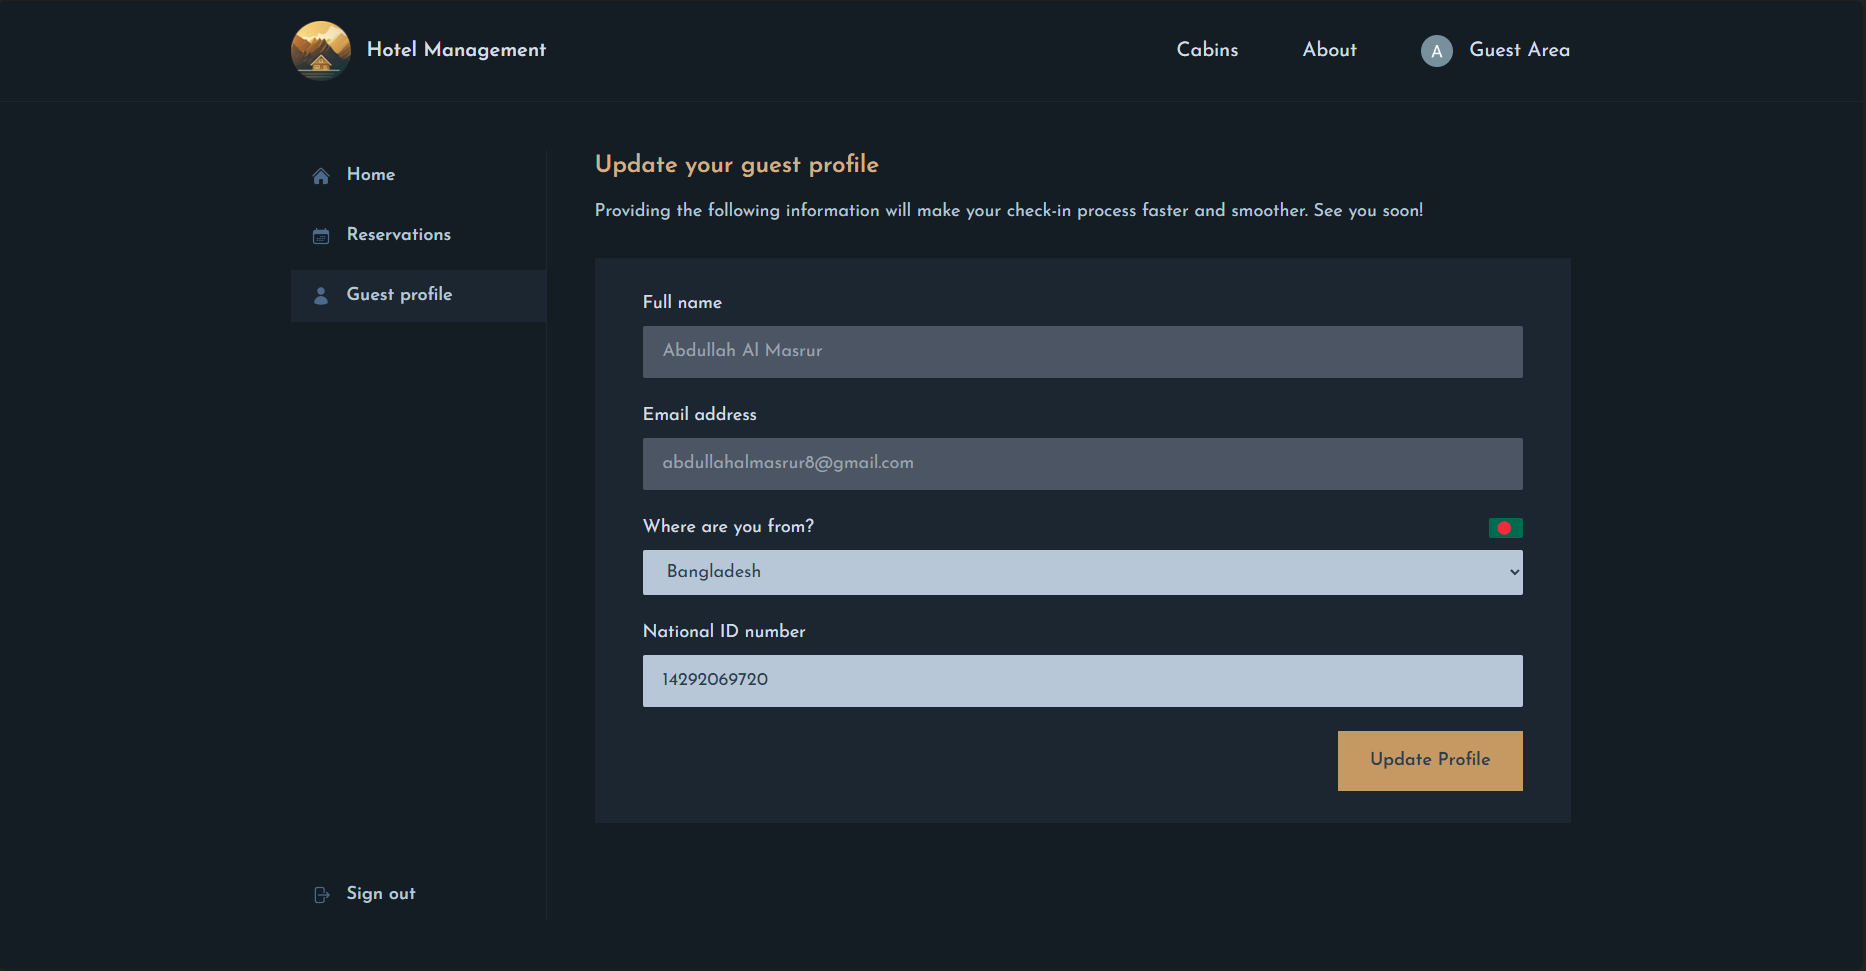 Hotel Management
Cabins
About
A
Guest Area
Home
Reservations
Guest profile
Sign out
Update your guest profile
Providing the following information will make your check-in process faster and smoother. See you soon!
Full name
Abdullah Al Masrur
Email address
abdullahalmasrur8@gmail.com
Where are you from?
Bangladesh
National ID number
14292069720
Update Profile